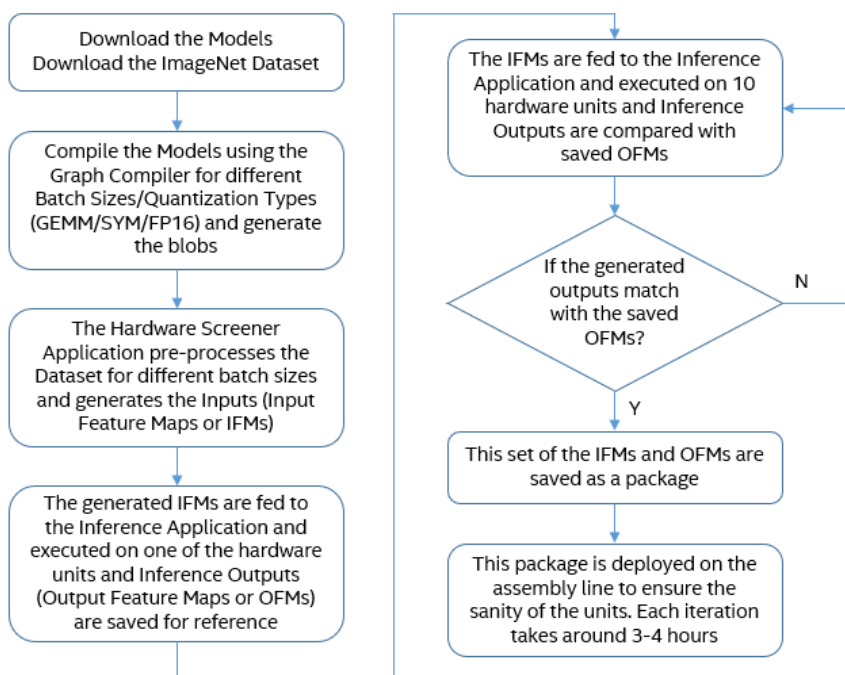 Download the Models
Download the ImageNet Dataset
Compile the Models using the
Graph Compiler for different
Batch Sizes/Quantization Types
(GEMM/SYM/FP16) and generate
the blobs
The Hardware Screener
Application pre-processes the
Dataset for different batch sizes
and generates the Inputs (Input
Feature Maps or IFMs)
The generated IFMs are fed to
the Inference Application and
executed on one of the hardware
units and Inference Outputs
(Output Feature Maps or OFMs)
are saved for reference
The IFMs are fed to the Inference
Application and executed on 10
hardware units and Inference
Outputs are compared with
saved OFMs
If the generated
outputs match
with the saved
OFMs?
N
Y
This set of the IFMs and OFMs are
saved as a package
This package is deployed on the
assembly line to ensure the
sanity of the units. Each iteration
takes around 3-4 hours